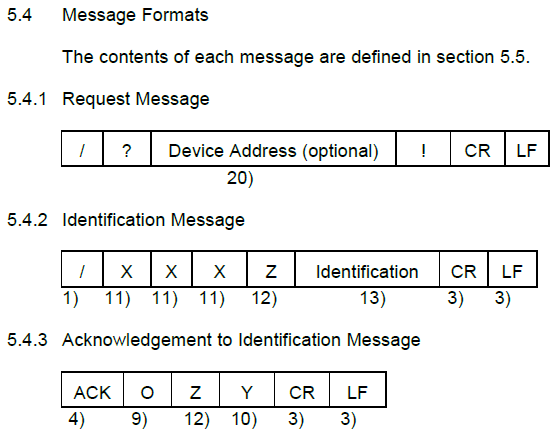 5.4 Message Formats
The contents of each message are defined in section 5.5.
5.4.1 Request Message
/ ? Device Address (optional) ! CR LF
20)
5.4.2 Identification Message
/ X X X Z Identification CR LF
1) 11) 11) 11) 12) 13) 3) 3)
5.4.3 Acknowledgement to Identification Message
ACK O Z Y CR LF
4) 9) 12) 10) 3) 3)